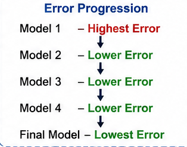 Error Progression
Model 1 – Highest Error
Model 2 – Lower Error
Model 3 – Lower Error
Model 4 – Lower Error
Final Model – Lowest Error